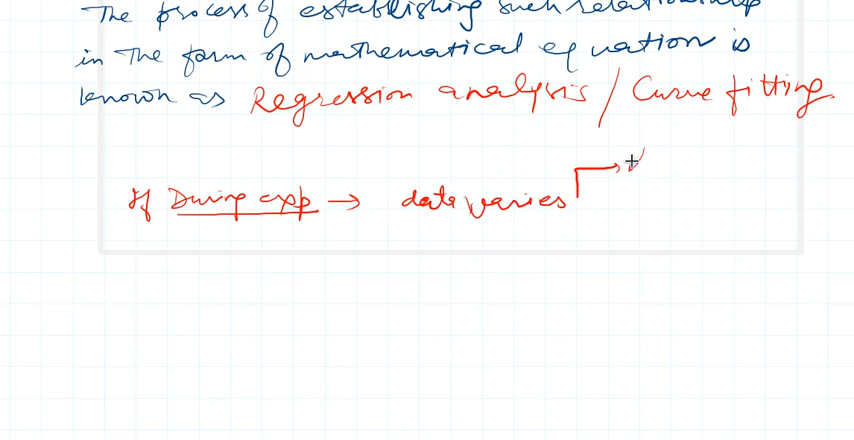 The process of establishing such relationship
in the form of mathematical equation is
known as Regression analysis / Curve fitting.
If During exp → data varies